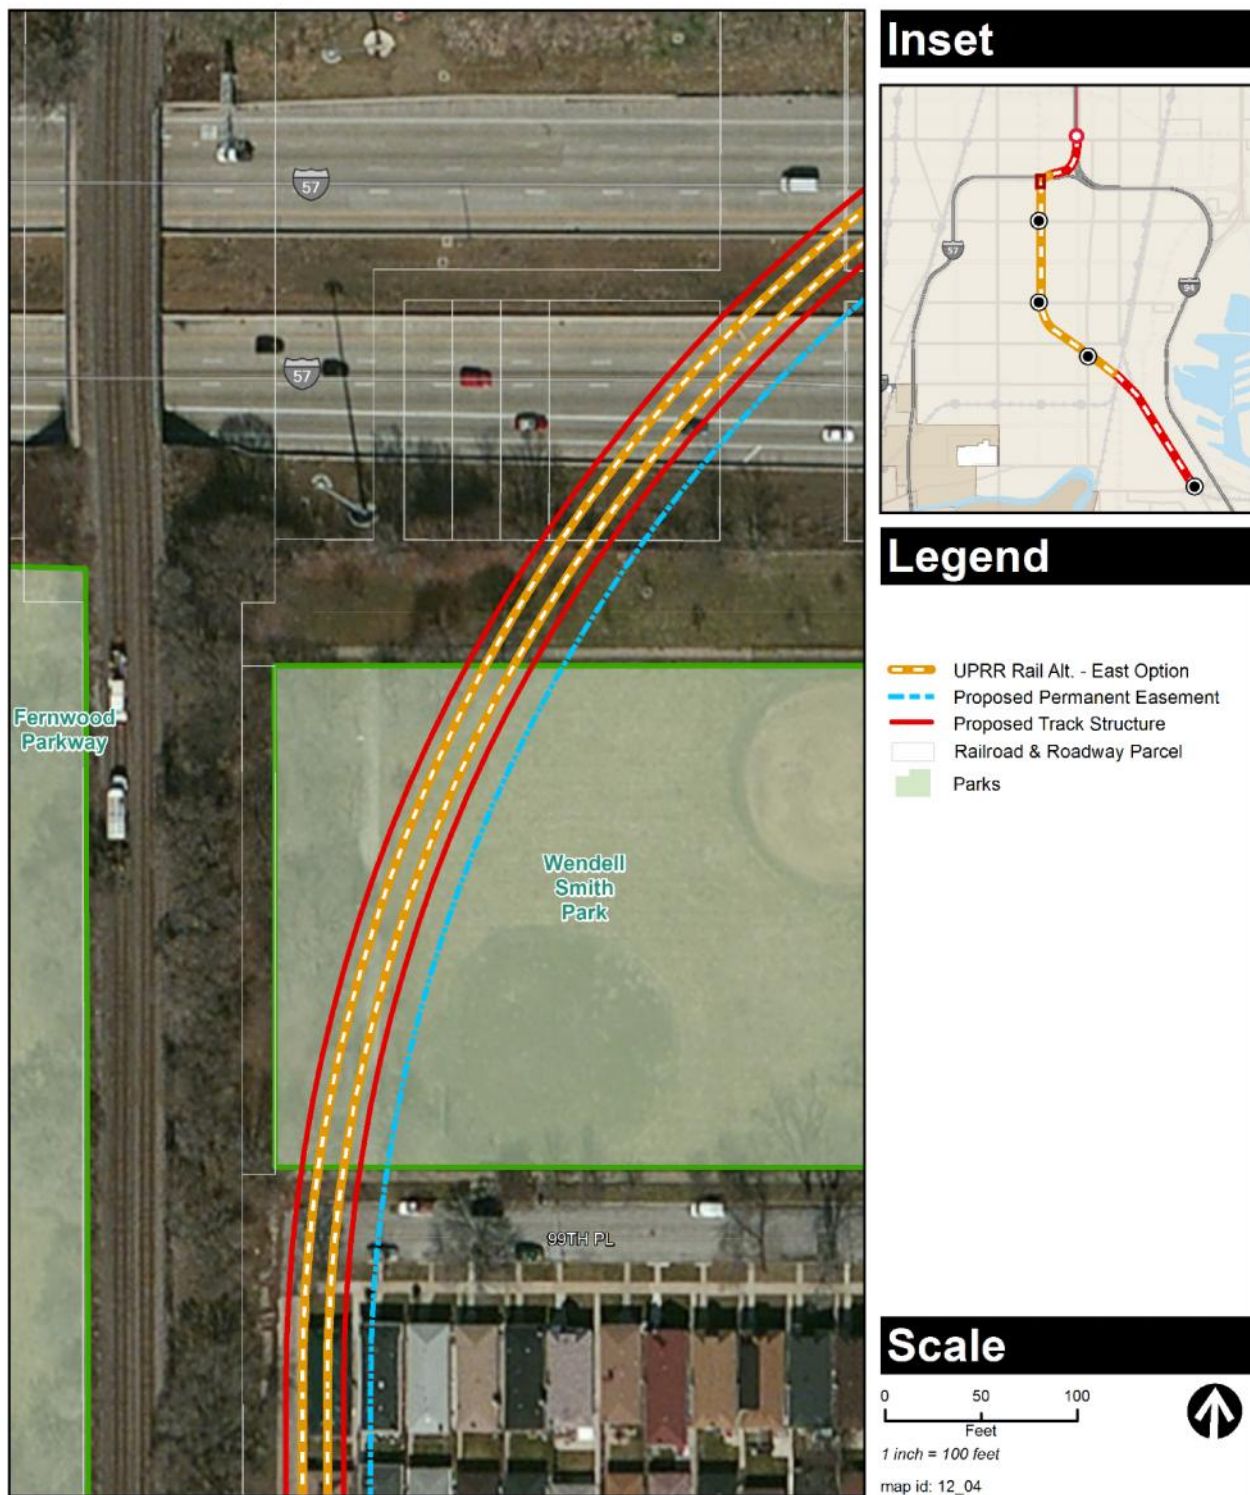 57
57
Fernwood
Parkway
Wendell
Smith
Park
99TH PL
Inset
57
94
Legend
UPRR Rail Alt. - East Option
Proposed Permanent Easement
Proposed Track Structure
Railroad & Roadway Parcel
Parks
Scale
0 50 100
Feet
1 inch = 100 feet
map id: 12_04